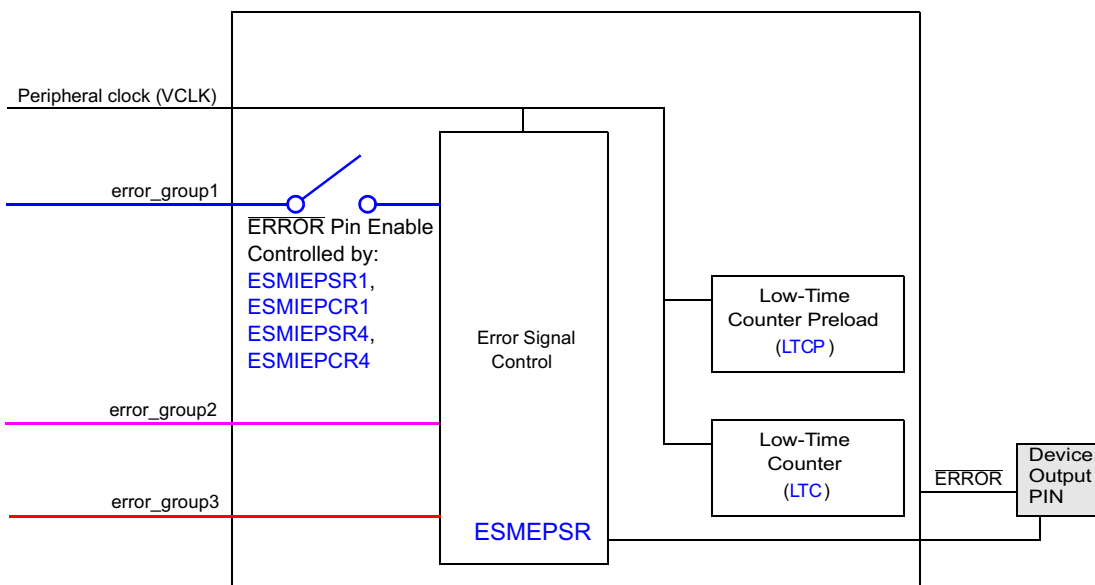 Peripheral clock (VCLK)
error_group1
ERROR Pin Enable
Controlled by:
ESMIEPSR1,
ESMIEPCR1
ESMIEPSR4,
ESMIEPCR4
error_group2
error_group3
Error Signal
Control
ESMEPSR
Low-Time
Counter Preload
(LTCP)
Low-Time
Counter
(LTC)
ERROR
Device
Output
PIN